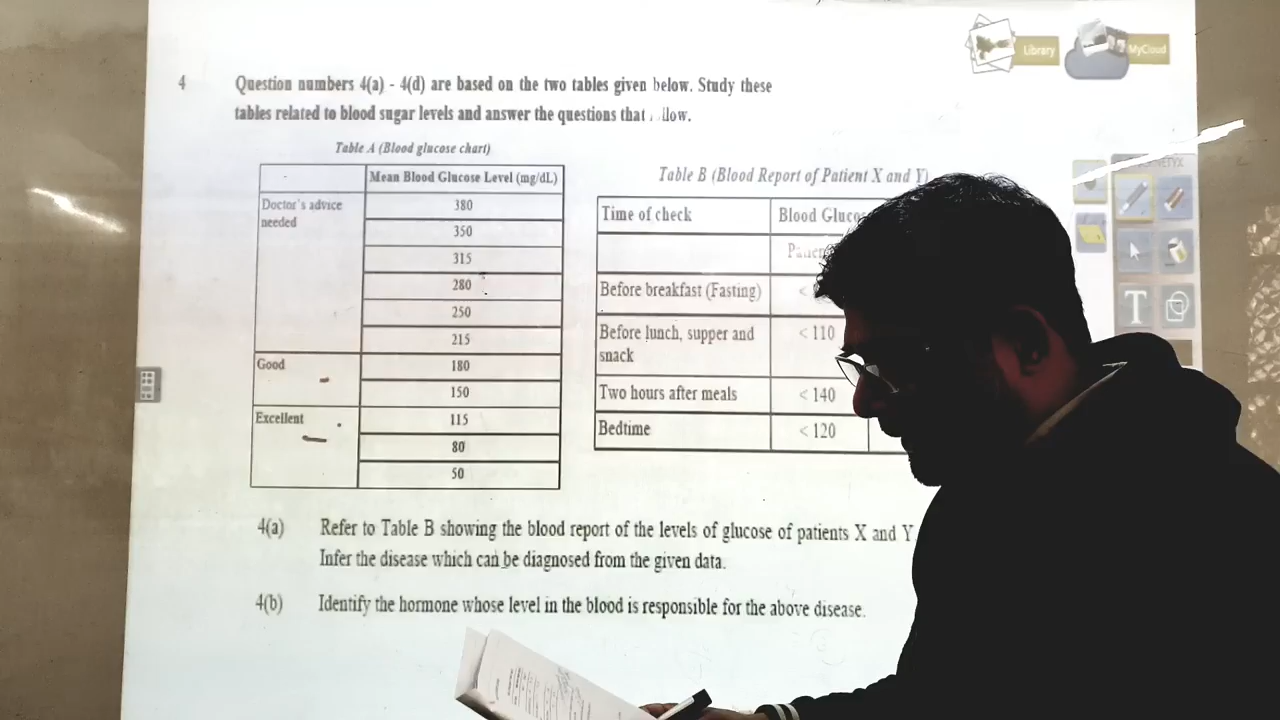 Library
MyCloud
4 Question numbers 4(a) - 4(d) are based on the two tables given below. Study these
tables related to blood sugar levels and answer the questions that
Table A (Blood glucose chart)
Mean Blood Glucose Level (mg/dL)
Doctor's advice needed
380
350
315
280
250
215
Good
180
150
Excellent
115
80
50
Table B (Blood Report of Patient X and Y)
Time of check Blood
Before breakfast (Fasting) <
Before lunch, supper and snack < 110
Two hours after meals < 140
Bedtime < 120
4(a) Refer to Table B showing the blood report of the levels of glucose of patients X and Y
Infer the disease which can be diagnosed from the given data.
4(b) Identify the hormone whose level in the blood is responsible for the above disease.
T